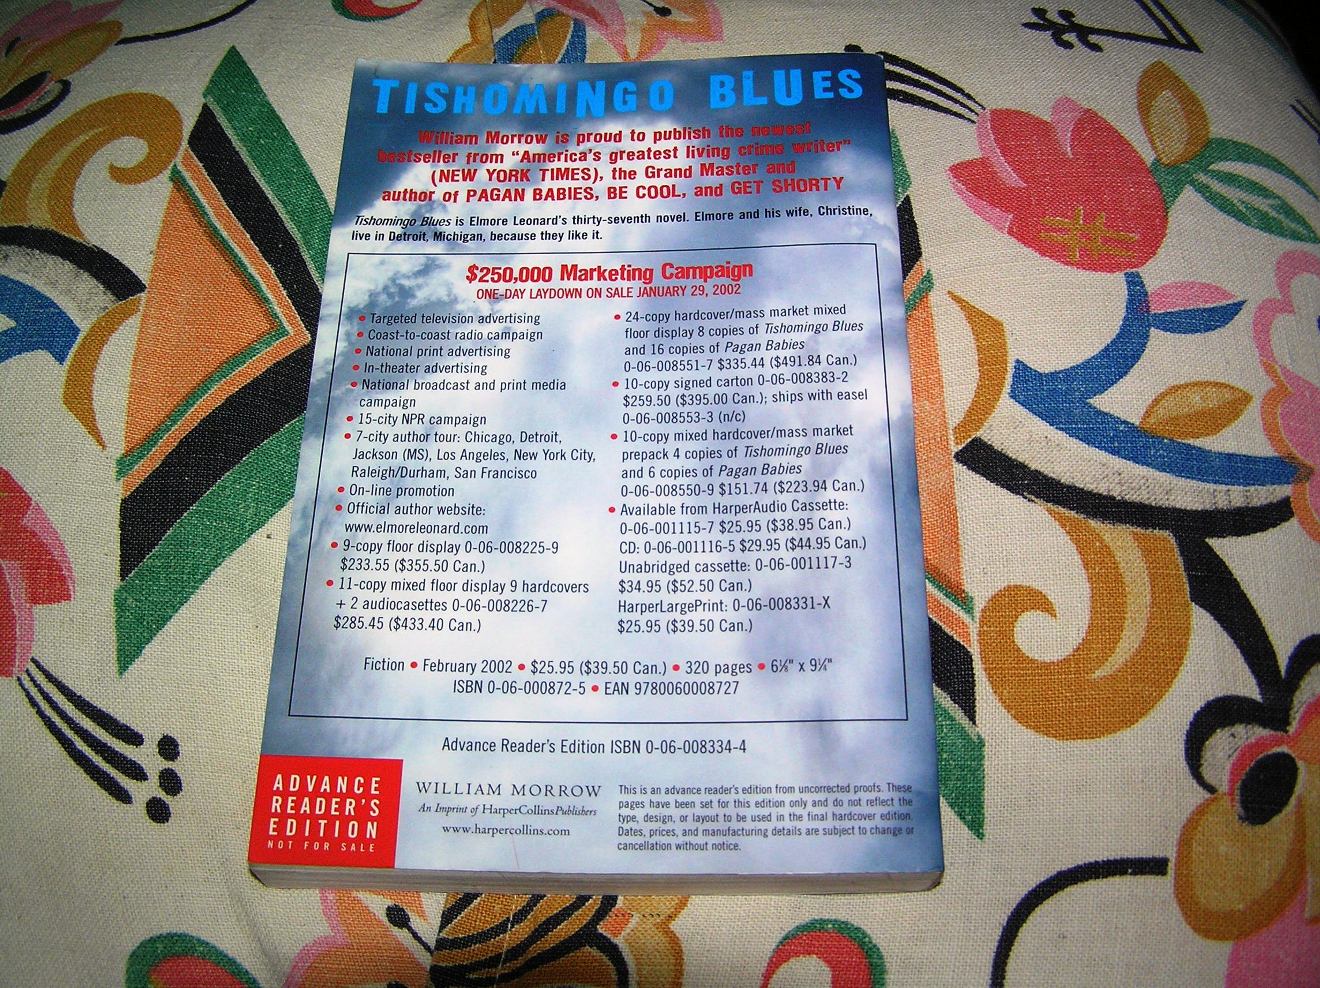 TISHOMINGO BLUES
William Morrow is proud to publish the newest
bestseller from "America's greatest living crime writer"
(NEW YORK TIMES), the Grand Master and
author of PAGAN BABIES, BE COOL, and GET SHORTY
Tishomingo Blues is Elmore Leonard's thirty-seventh novel. Elmore and his wife, Christine,
live in Detroit, Michigan, because they like it.
$250,000 Marketing Campaign
ONE-DAY LAYDOWN ON SALE JANUARY 29, 2002
• Targeted television advertising
• Coast-to-coast radio campaign
• National print advertising
• In-theater advertising
• National broadcast and print media
campaign
• 15-city NPR campaign
• 7-city author tour: Chicago, Detroit,
Jackson (MS), Los Angeles, New York City,
Raleigh/Durham, San Francisco
• On-line promotion
• Official author website:
www.elmoreleonard.com
• 9-copy floor display 0-06-008225-9
$233.55 ($355.50 Can.)
• 11-copy mixed floor display 9 hardcovers
+ 2 audiocasettes 0-06-008226-7
$285.45 ($433.40 Can.)
• 24-copy hardcover/mass market mixed
floor display 8 copies of Tishomingo Blues
and 16 copies of Pagan Babies
0-06-008551-7 $335.44 ($491.84 Can.)
• 10-copy signed carton 0-06-008383-2
$259.50 ($395.00 Can.); ships with easel
0-06-008553-3 (n/c)
• 10-copy mixed hardcover/mass market
prepack 4 copies of Tishomingo Blues
and 6 copies of Pagan Babies
0-06-008550-9 $151.74 ($223.94 Can.)
• Available from HarperAudio Cassette:
0-06-001115-7 $25.95 ($38.95 Can.)
CD: 0-06-001116-5 $29.95 ($44.95 Can.)
Unabridged cassette: 0-06-001117-3
$34.95 ($52.50 Can.)
HarperLargePrint: 0-06-008331-X
$25.95 ($39.50 Can.)
Fiction • February 2002 • $25.95 ($39.50 Can.) • 320 pages • 6⅛" x 9¼"
ISBN 0-06-000872-5 • EAN 9780060008727
Advance Reader's Edition ISBN 0-06-008334-4
ADVANCE
READER'S
EDITION
NOT FOR SALE
WILLIAM MORROW
An Imprint of HarperCollinsPublishers
www.harpercollins.com
This is an advance reader's edition from uncorrected proofs. These
pages have been set for this edition only and do not reflect the
type, design, or layout to be used in the final hardcover edition.
Dates, prices, and manufacturing details are subject to change or
cancellation without notice.